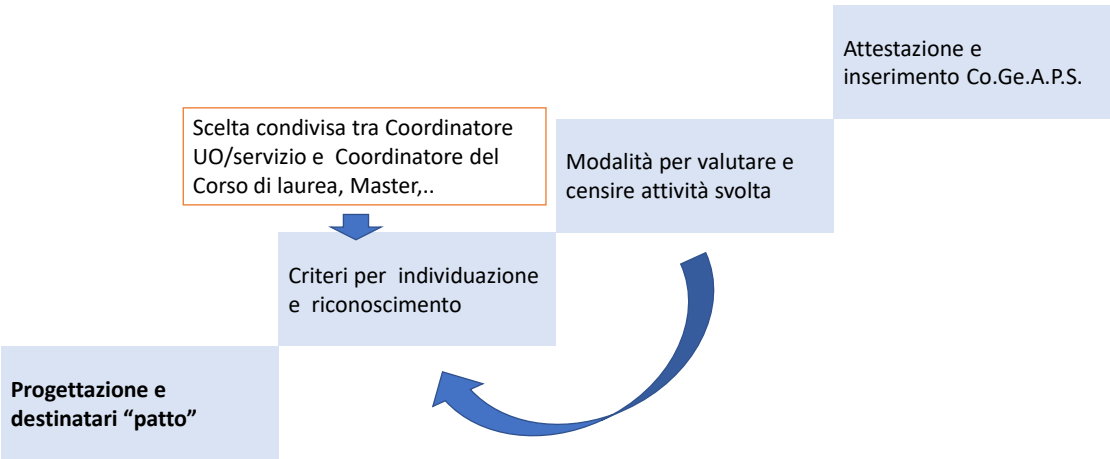 Attestazione e
inserimento Co.Ge.A.P.S.
Scelta condivisa tra Coordinatore
UO/servizio e Coordinatore del
Corso di laurea, Master,..
Modalità per valutare e
censire attività svolta
Criteri per individuazione
e riconoscimento
Progettazione e
destinatari “patto”